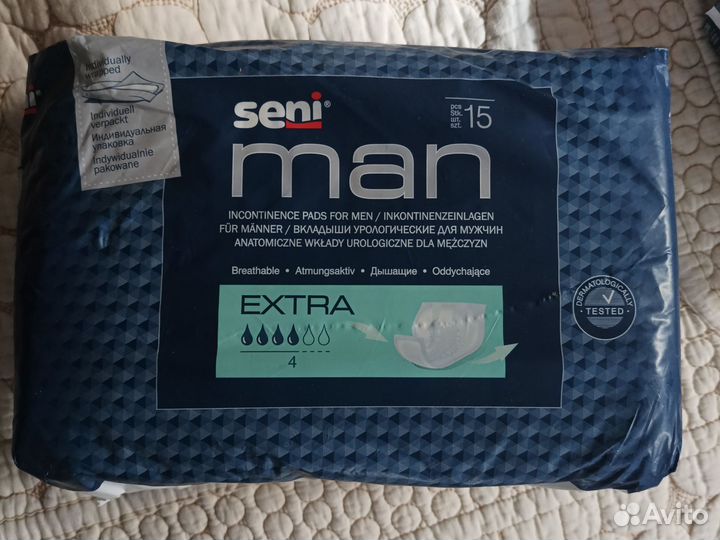 Individually
wrapped
Individuell
verpackt
Индивидуальная
упаковка
Indywidualnie
pakowane
seni®
pcs
Stk.
шт.
szt.
15
man
INCONTINENCE PADS FOR MEN / INKONTINENZEINLAGEN
FÜR MÄNNER / ВКЛАДЫШИ УРОЛОГИЧЕСКИЕ ДЛЯ МУЖЧИН
ANATOMICZNE WKŁADY UROLOGICZNE DLA MĘŻCZYZN
Breathable • Atmungsaktiv • Дышащие • Oddychające
EXTRA
4
DERMATOLOGICALLY
TESTED
seni
Avito